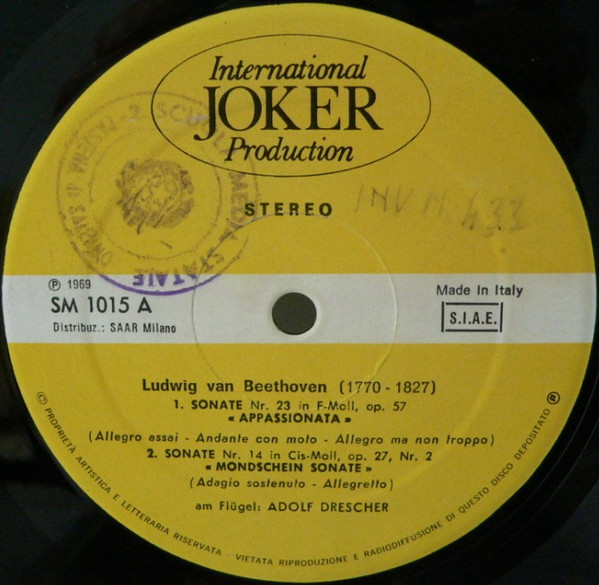 International
JOKER
Production
STEREO
INV N. 433
SCUOLA MEDIA STATALE
℗ 1969
SM 1015 A
Distribuz.: SAAR Milano
Made In Italy
S.I.A.E.
Ludwig van Beethoven (1770 - 1827)
1. SONATE Nr. 23 in F-Moll, op. 57
« APPASSIONATA »
(Allegro assai - Andante con moto - Allegro ma non troppo)
2. SONATE Nr. 14 in Cis-Moll, op. 27, Nr. 2
« MONDSCHEIN SONATE »
(Adagio sostenuto - Allegretto)
am Flügel: ADOLF DRESCHER
© PROPRIETÀ ARTISTICA E LETTERARIA RISERVATA - VIETATA RIPRODUZIONE E RADIODIFFUSIONE DI QUESTO DISCO DEPOSITATO ®